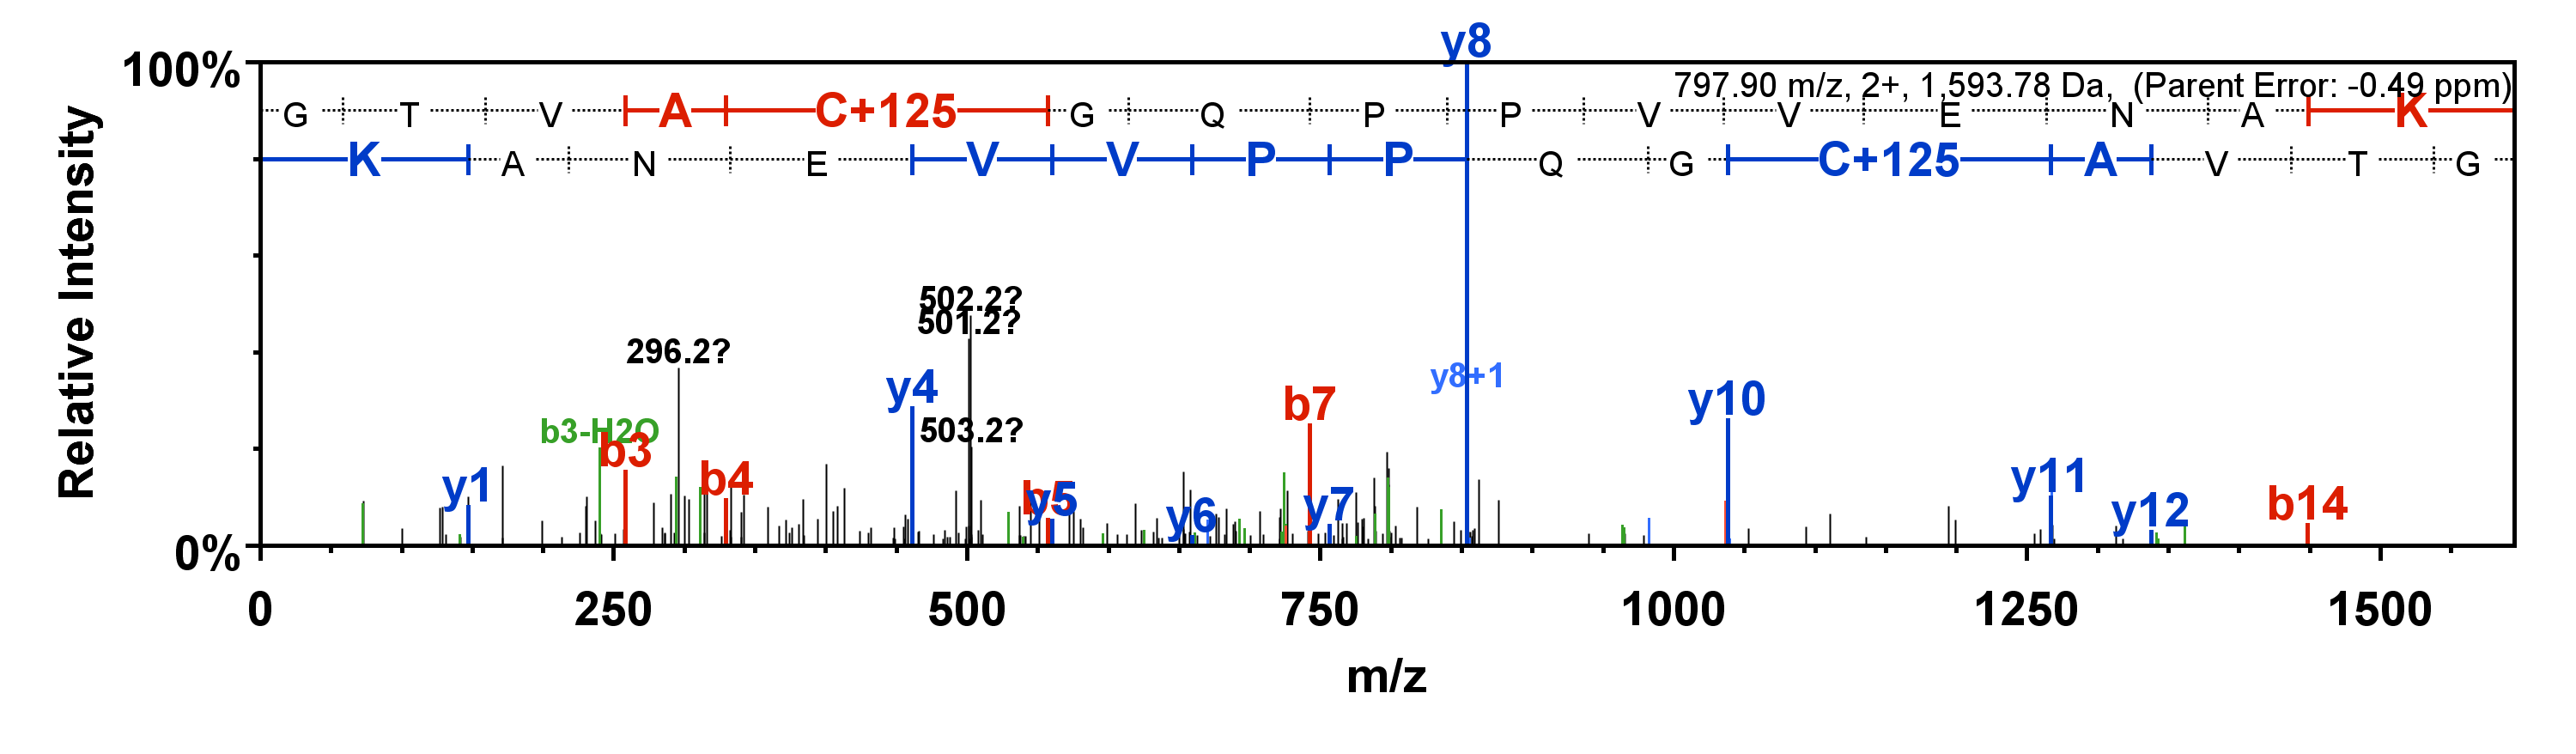 y8
100%
797.90 m/z, 2+, 1,593.78 Da, (Parent Error: -0.49 ppm)
G T V A C+125 G Q P P V V E N A K
K A N E V V P P Q G C+125 A V T G
Relative Intensity
502.2?
501.2?
296.2?
y8+1
y4
b7
y10
b3-H2O
b3
503.2?
b4
y1
b5
y5
y6
y7
y11
y12
b14
0%
0 250 500 750 1000 1250 1500
m/z